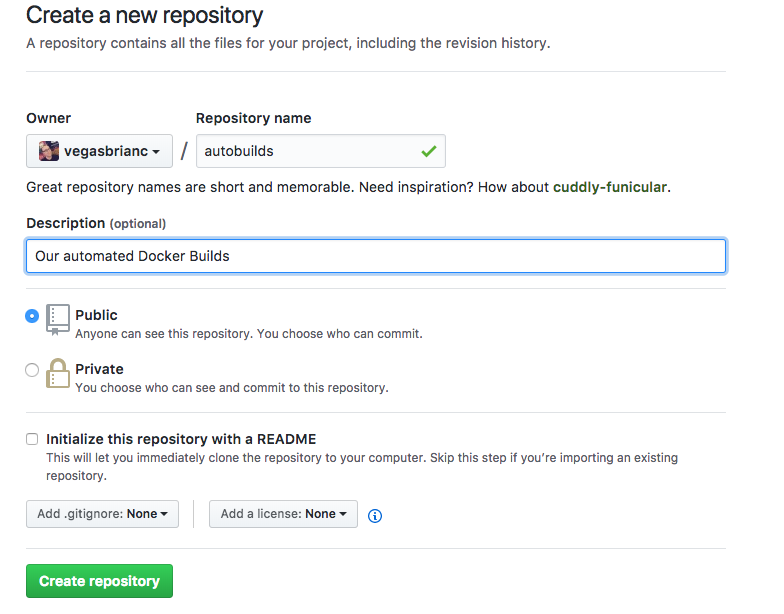 Create a new repository
A repository contains all the files for your project, including the revision history.
Owner
Repository name
vegasbrianc / autobuilds
Great repository names are short and memorable. Need inspiration? How about cuddly-funicular.
Description (optional)
Our automated Docker Builds
Public
Anyone can see this repository. You choose who can commit.
Private
You choose who can see and commit to this repository.
Initialize this repository with a README
This will let you immediately clone the repository to your computer. Skip this step if you’re importing an existing
repository.
Add .gitignore: None
Add a license: None
Create repository